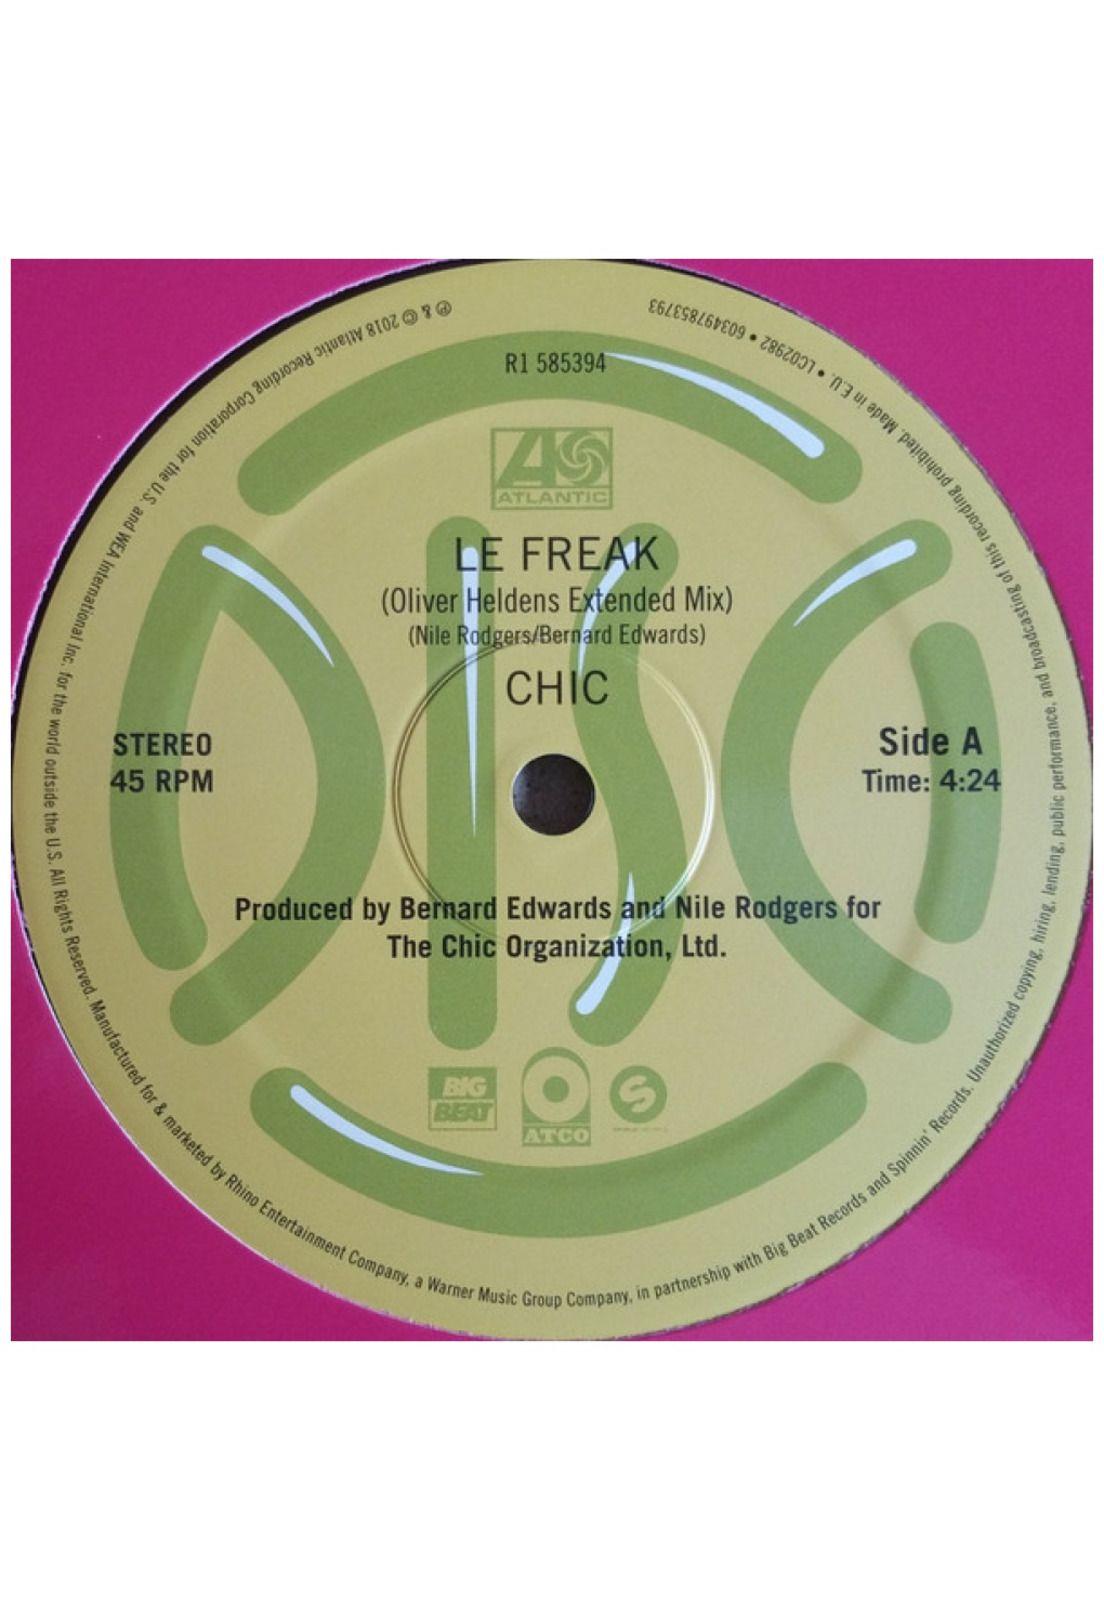 R1 585394
ATLANTIC
LE FREAK
(Oliver Heldens Extended Mix)
(Nile Rodgers/Bernard Edwards)
CHIC
STEREO
45 RPM
Side A
Time: 4:24
DISCO
Produced by Bernard Edwards and Nile Rodgers for
The Chic Organization, Ltd.
BIG
BEAT
ATCO
S
℗ & © 2018 Atlantic Recording Corporation for the U.S. and WEA International Inc. for the world outside the U.S. All Rights Reserved. Manufactured for & marketed by Rhino Entertainment Company, a Warner Music Group Company, in partnership with Big Beat Records and Spinnin' Records. Unauthorized copying, hiring, lending, public performance, and broadcasting of this recording prohibited. Made in E.U. • LC02982 • 603497853793